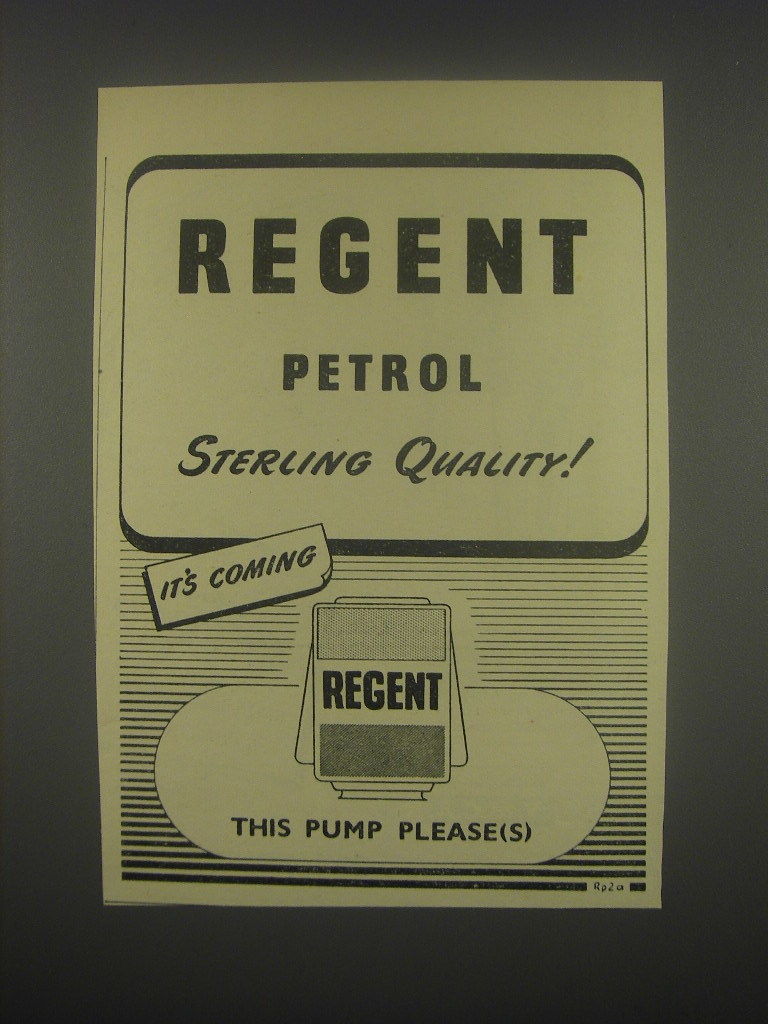 REGENT
PETROL
STERLING QUALITY!
IT'S COMING
REGENT
THIS PUMP PLEASE(S)
Rp2a